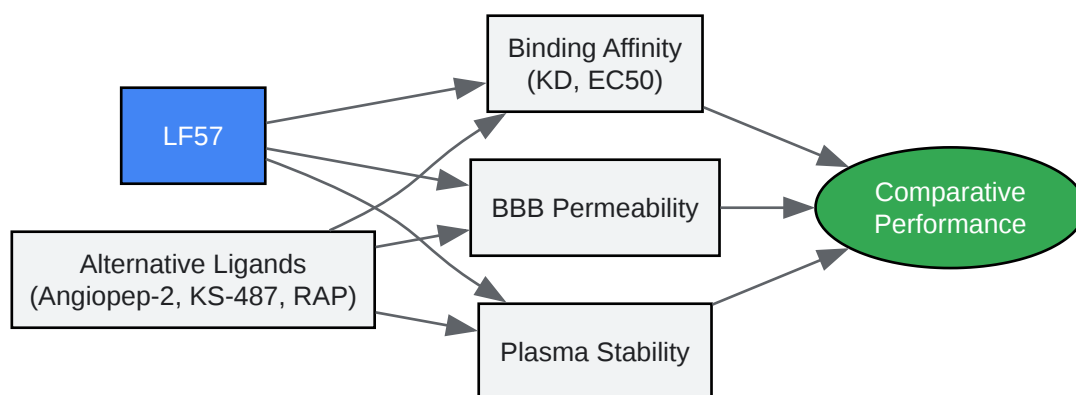 LF57
Alternative Ligands
(Angiopep-2, KS-487, RAP)
Binding Affinity
(KD, EC50)
BBB Permeability
Plasma Stability
Comparative
Performance